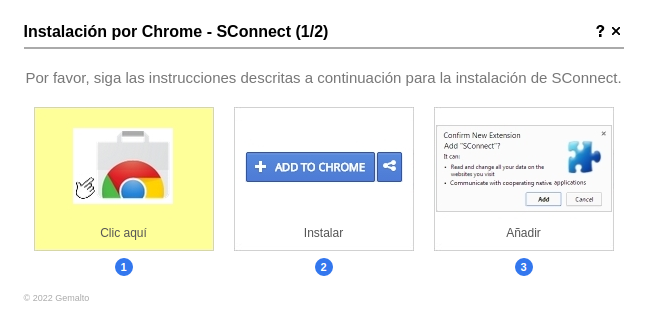 Instalación por Chrome - SConnect (1/2)
? ×
Por favor, siga las instrucciones descritas a continuación para la instalación de SConnect.
Clic aquí
ADD TO CHROME
Instalar
Confirm New Extension
×
Add "SConnect"?
It can:
• Read and change all your data on the
websites you visit
• Communicate with cooperating native applications
Add
Cancel
Añadir
1
2
3
© 2022 Gemalto